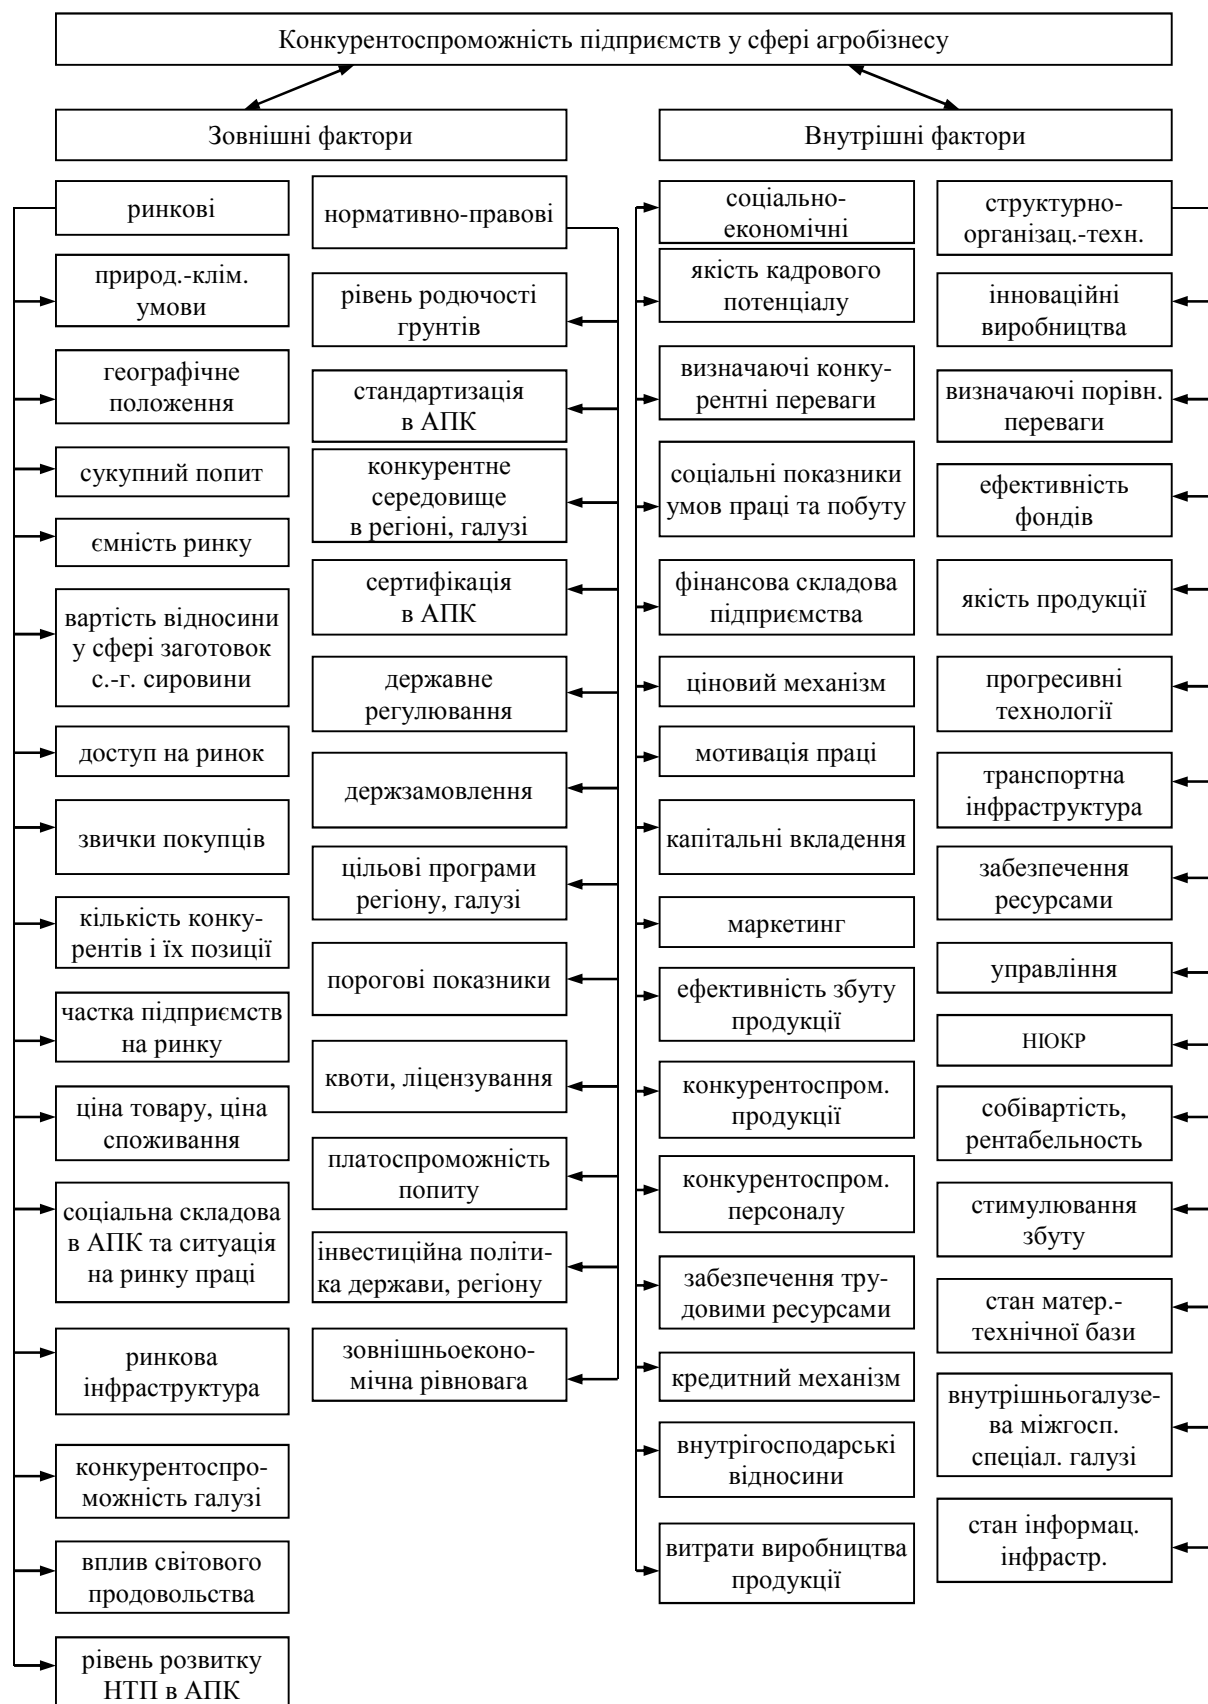 Конкурентоспроможність підприємств у сфері агробізнесу
Зовнішні фактори
Внутрішні фактори
ринкові
природ.-клім.
умови
географічне
положення
сукупний попит
ємність ринку
вартість відносини
у сфері заготовок
с.-г. сировини
доступ на ринок
звички покупців
кількість конку-
рентів і їх позиції
частка підприємств
на ринку
ціна товару, ціна
споживання
соціальна складова
в АПК та ситуація
на ринку праці
ринкова
інфраструктура
конкурентоспро-
можність галузі
вплив світового
продовольства
рівень розвитку
НТП в АПК
нормативно-правові
рівень родючості
грунтів
стандартизація
в АПК
конкурентне
середовище
в регіоні, галузі
сертифікація
в АПК
державне
регулювання
держзамовлення
цільові програми
регіону, галузі
порогові показники
квоти, ліцензування
платоспроможність
попиту
інвестиційна політи-
ка держави, регіону
зовнішньоеконо-
мічна рівновага
соціально-
економічні
якість кадрового
потенціалу
визначаючі конку-
рентні переваги
соціальні показники
умов праці та побуту
фінансова складова
підприємства
ціновий механізм
мотивація праці
капітальні вкладення
маркетинг
ефективність збуту
продукції
конкурентоспром.
продукції
конкурентоспром.
персоналу
забезпечення тру-
довими ресурсами
кредитний механізм
внутрігосподарські
відносини
витрати виробництва
продукції
структурно-
організац.-техн.
інноваційні
виробництва
визначаючі порівн.
переваги
ефективність
фондів
якість продукції
прогресивні
технології
транспортна
інфраструктура
забезпечення
ресурсами
управління
НІОКР
собівартість,
рентабельность
стимулювання
збуту
стан матер.-
технічної бази
внутрішньогалузе-
ва міжгосп.
спеціал. галузі
стан інформац.
інфрастр.